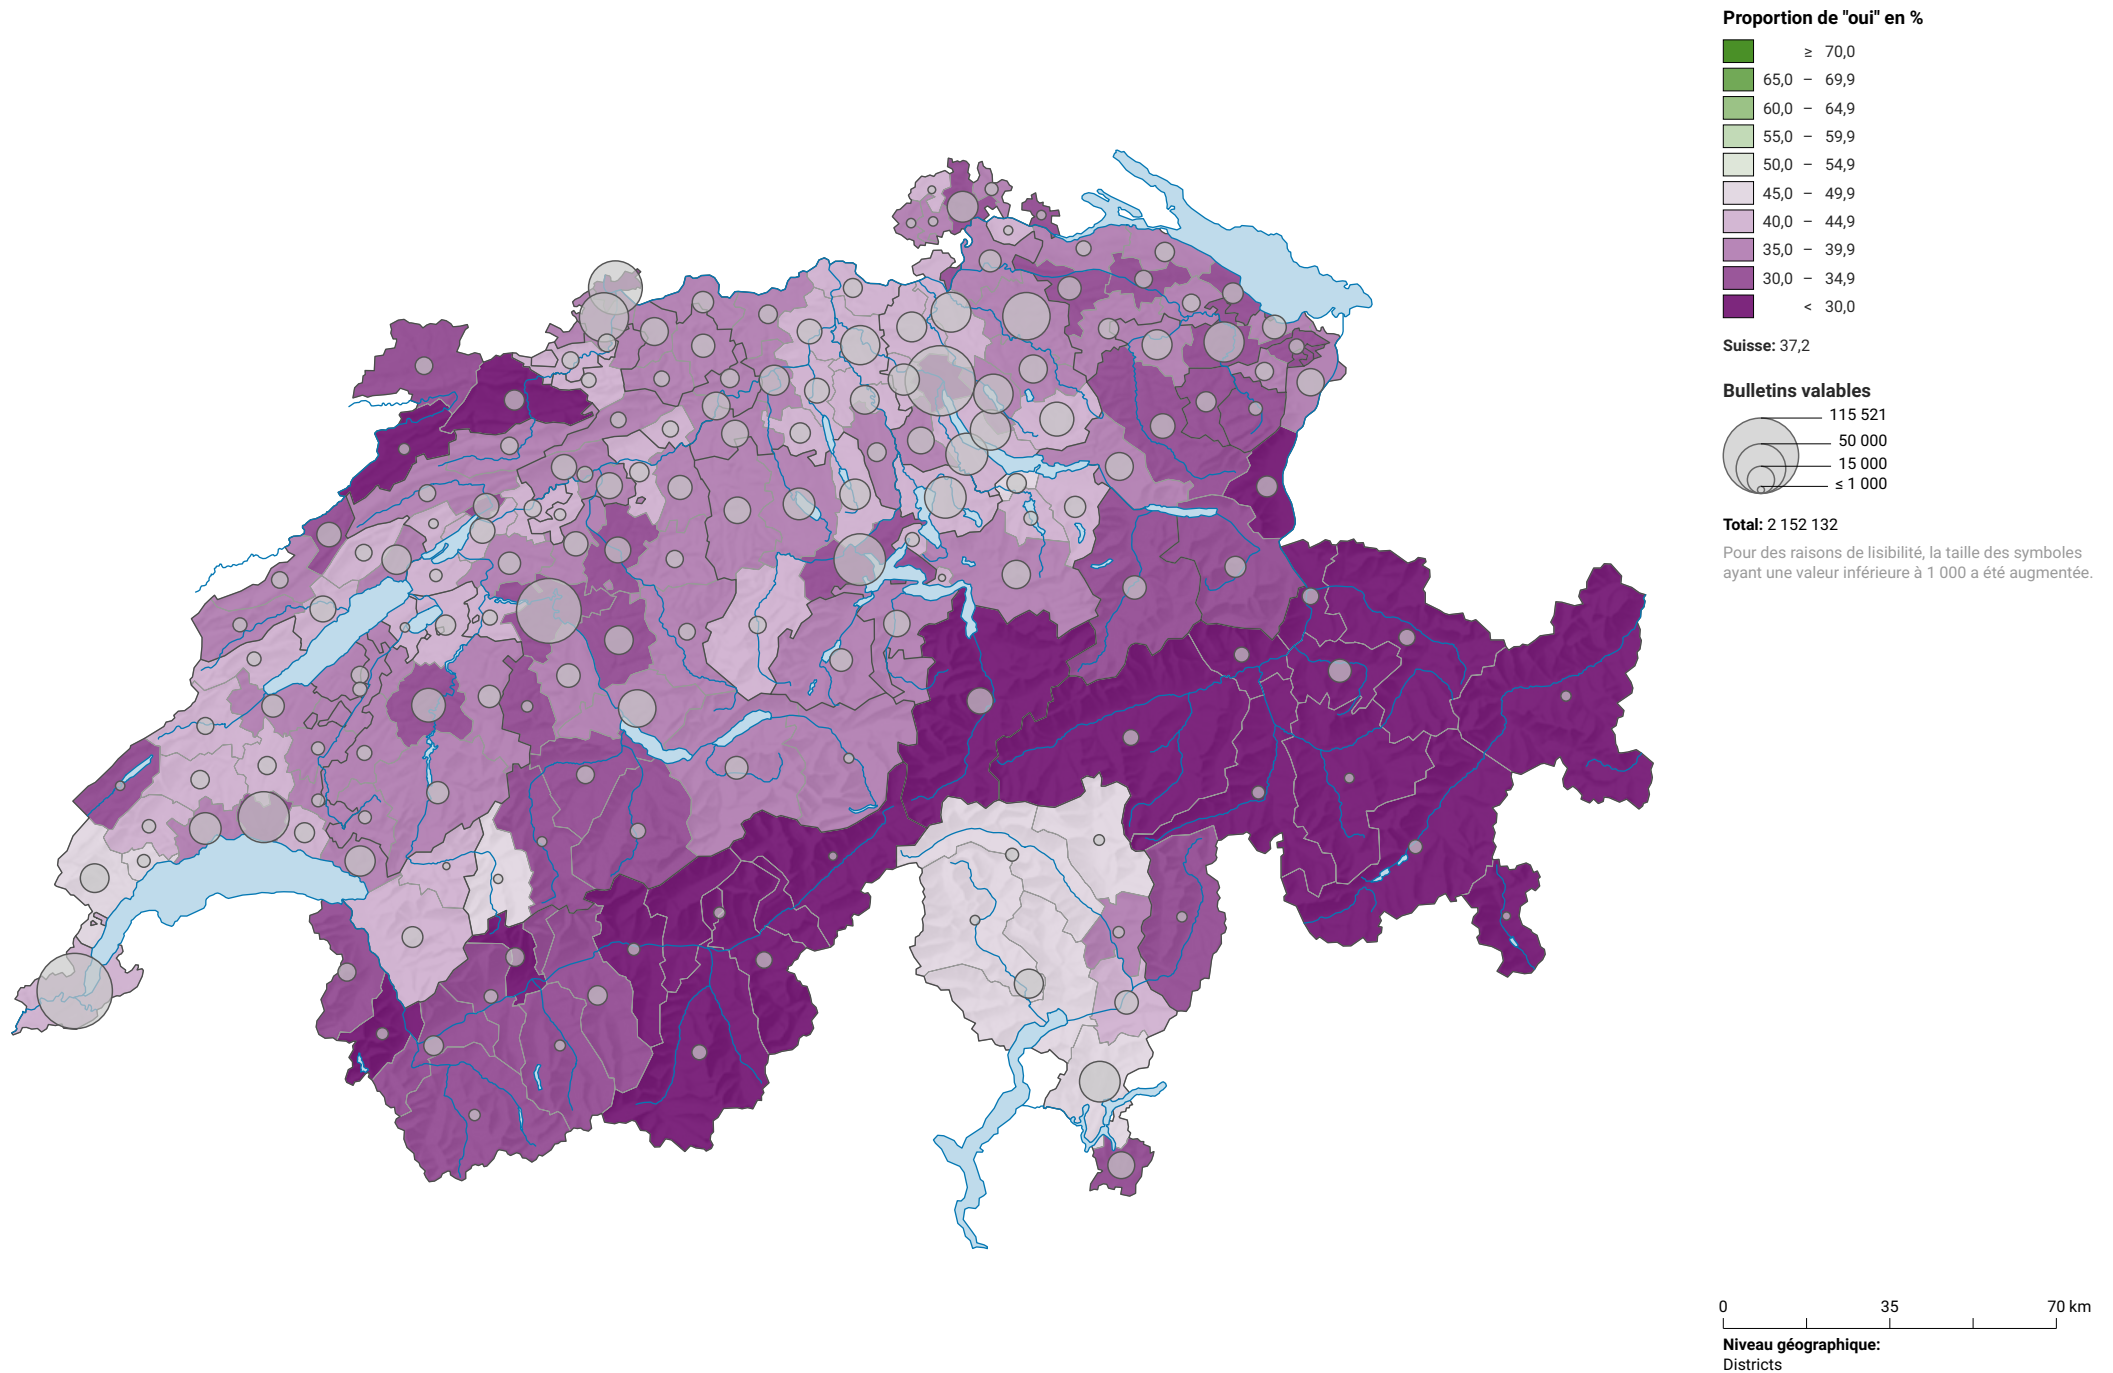 Proportion de "oui" en %
≥ 70,0
65,0 – 69,9
60,0 – 64,9
55,0 – 59,9
50,0 – 54,9
45,0 – 49,9
40,0 – 44,9
35,0 – 39,9
30,0 – 34,9
< 30,0
Suisse: 37,2
Bulletins valables
115 521
50 000
15 000
≤ 1 000
Total: 2 152 132
Pour des raisons de lisibilité, la taille des symboles
ayant une valeur inférieure à 1 000 a été augmentée.
0 35 70 km
Niveau géographique:
Districts